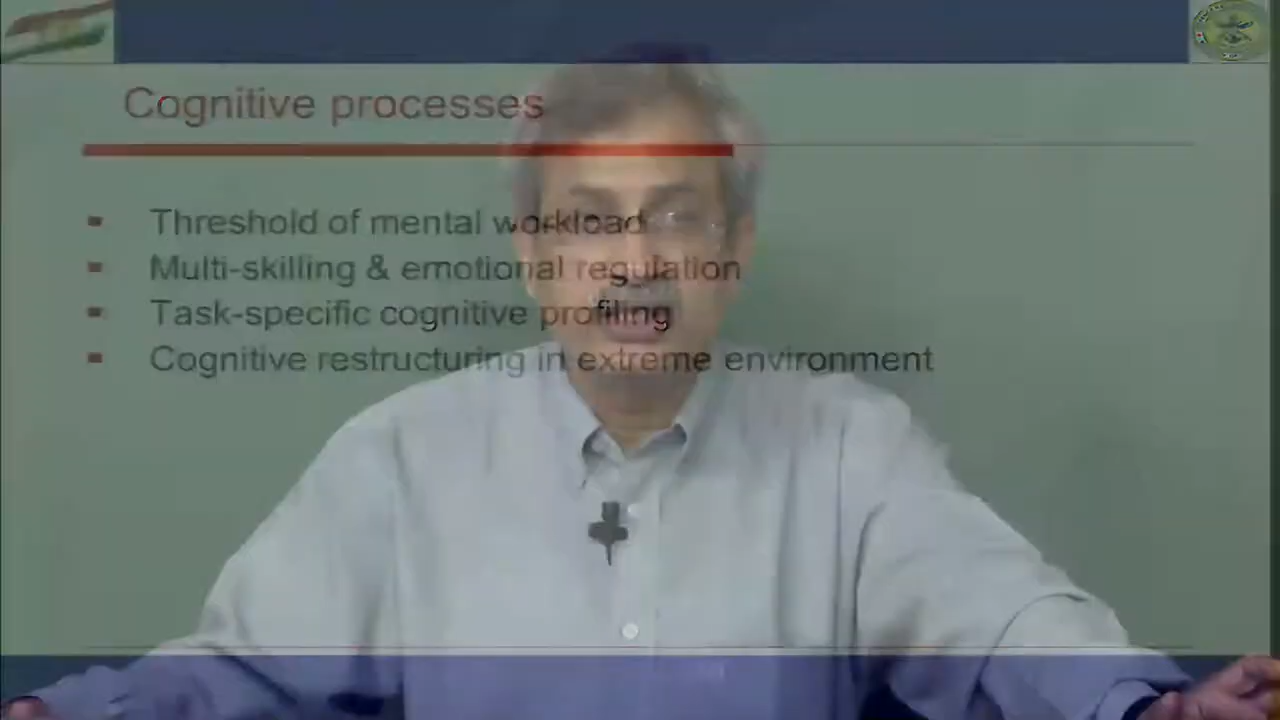 Cognitive processes
Threshold of mental workload
Multi-skilling & emotional regulation
Task-specific cognitive profiling
Cognitive restructuring in extreme environment